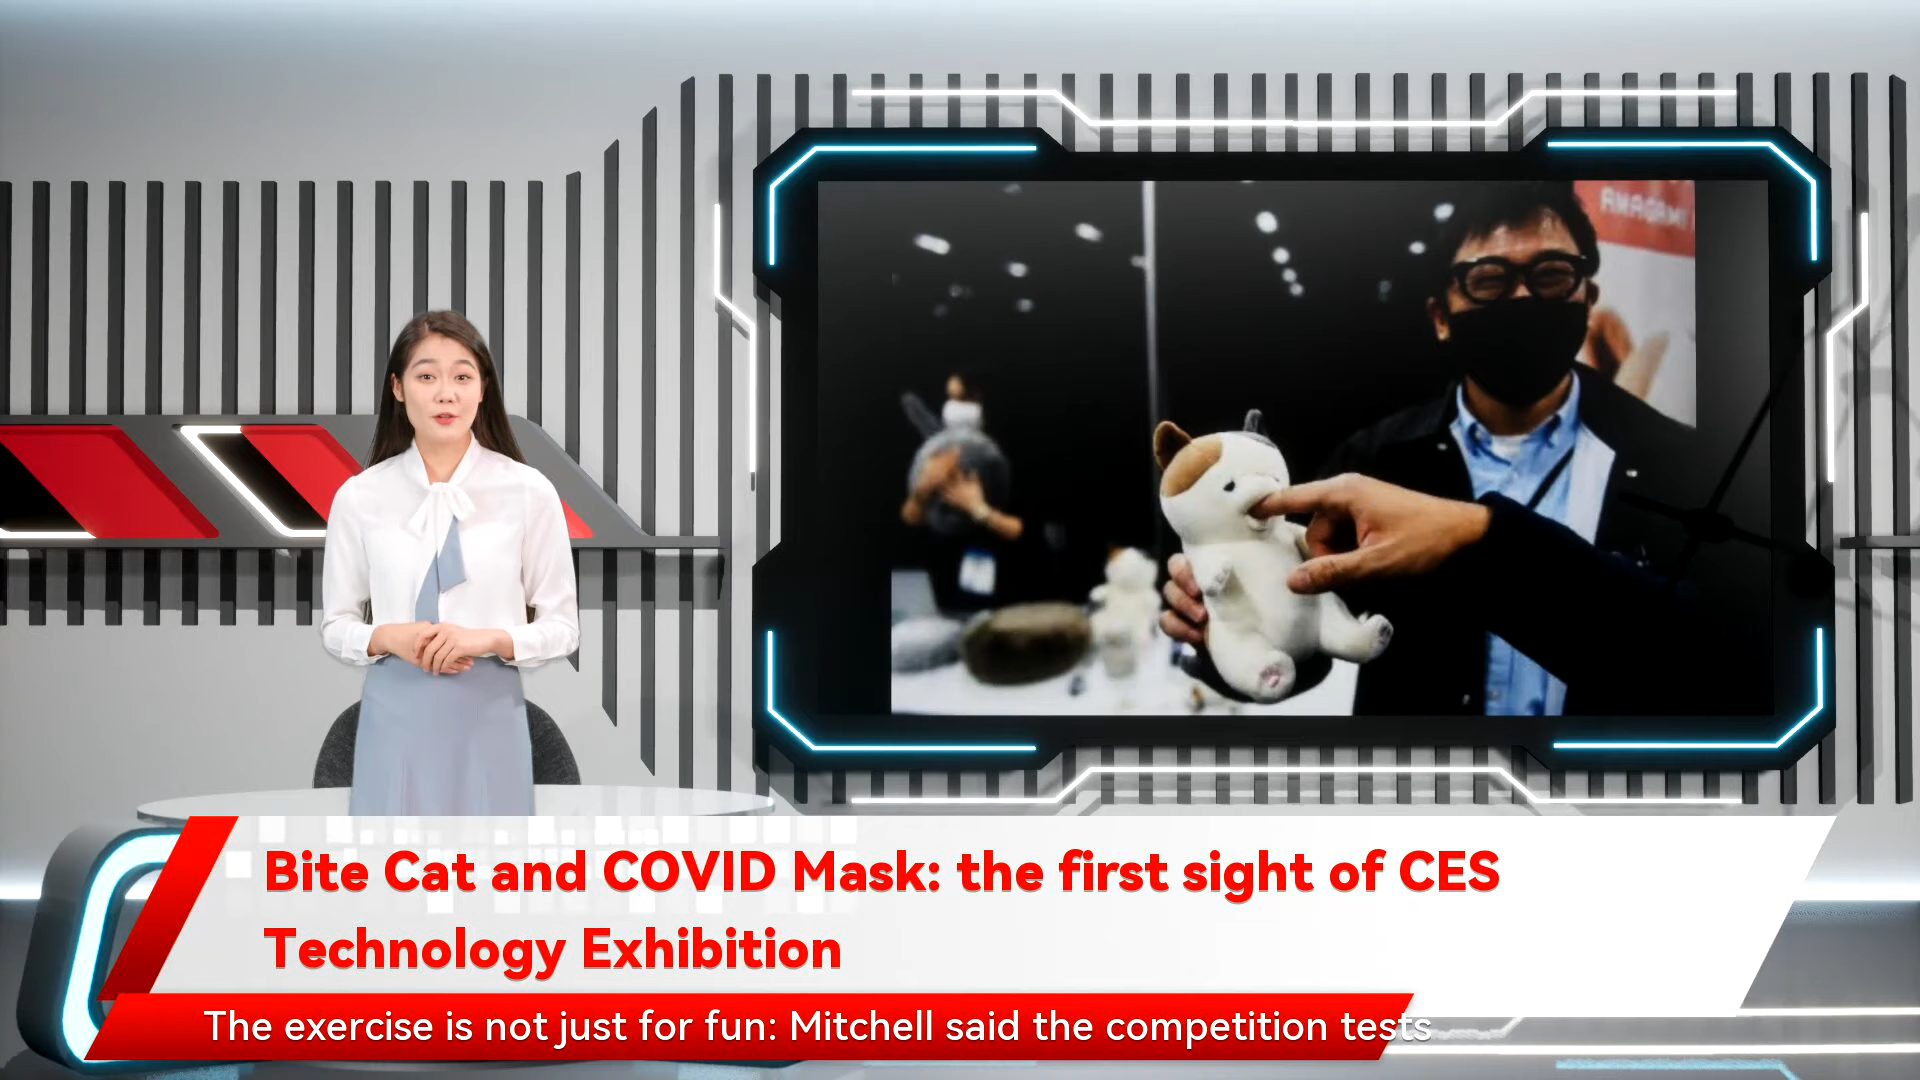 AMAGAMI
Bite Cat and COVID Mask: the first sight of CES
Technology Exhibition
The exercise is not just for fun: Mitchell said the competition tests